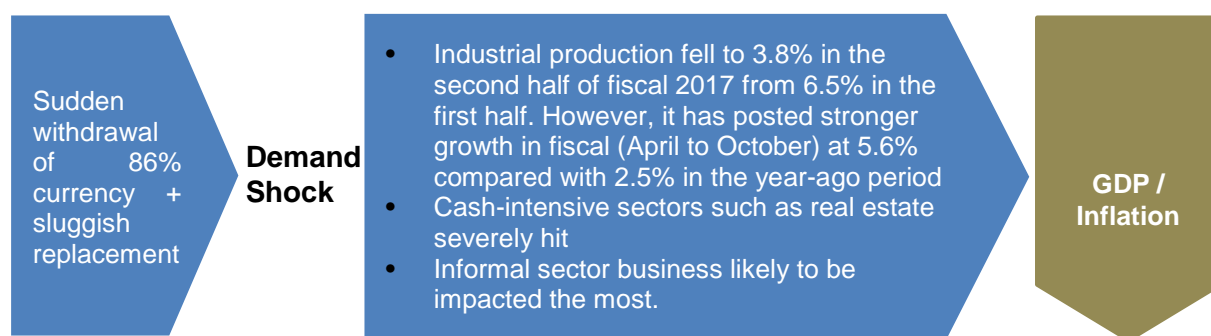 Sudden
withdrawal
of 86%
currency +
sluggish
replacement
Demand
Shock
• Industrial production fell to 3.8% in the
second half of fiscal 2017 from 6.5% in the
first half. However, it has posted stronger
growth in fiscal (April to October) at 5.6%
compared with 2.5% in the year-ago period
• Cash-intensive sectors such as real estate
severely hit
• Informal sector business likely to be
impacted the most.
GDP /
Inflation